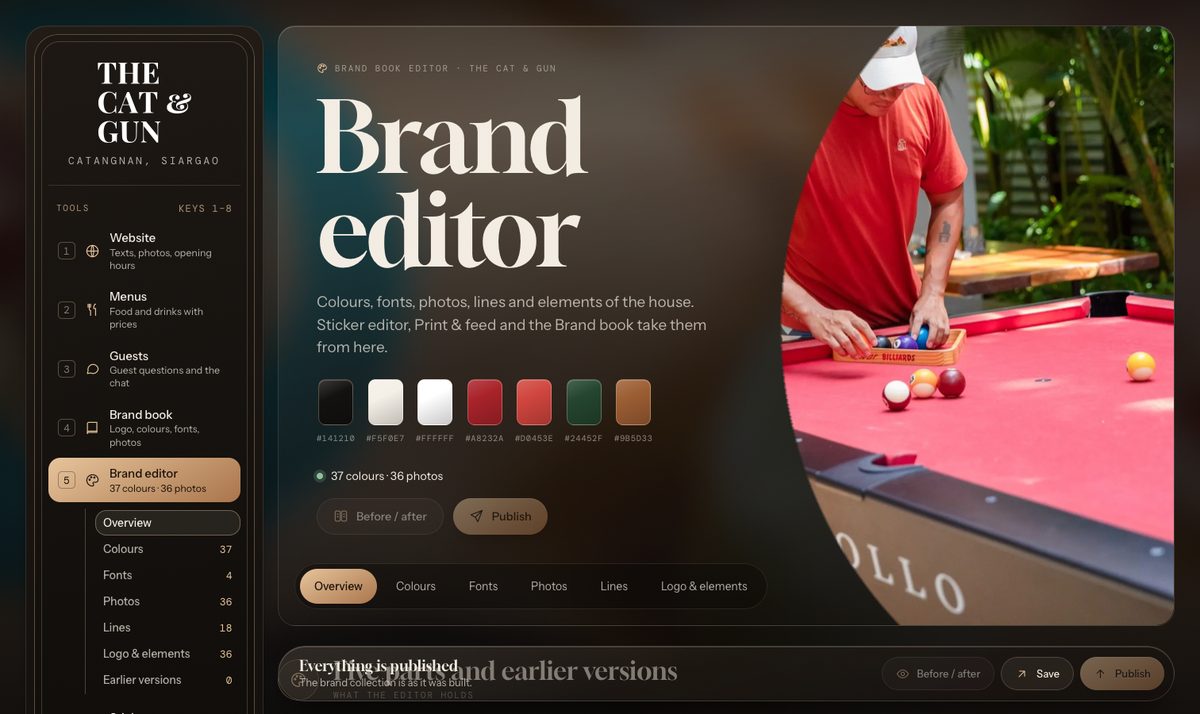 THE
CAT &
GUN
CATANGNAN, SIARGAO
TOOLS
KEYS 1–8
1
Website
Texts, photos, opening
hours
2
Menus
Food and drinks with
prices
3
Guests
Guest questions and the
chat
4
Brand book
Logo, colours, fonts,
photos
5
Brand editor
37 colours · 36 photos
Overview
Colours 37
Fonts 4
Photos 36
Lines 18
Logo & elements 36
Earlier versions 0
BRAND BOOK EDITOR · THE CAT & GUN
Brand
editor
Colours, fonts, photos, lines and elements of the house.
Sticker editor, Print & feed and the Brand book take them
from here.
#141210 #F5F0E7 #FFFFFF #A8232A #D0453E #24452F #9B5D33
37 colours · 36 photos
Before / after
Publish
Overview Colours Fonts Photos Lines Logo & elements
BILLIARDS
OLLO
Everything is published
The brand collection is as it was built.
Five parts and earlier versions
WHAT THE EDITOR HOLDS
Before / after
Save
Publish